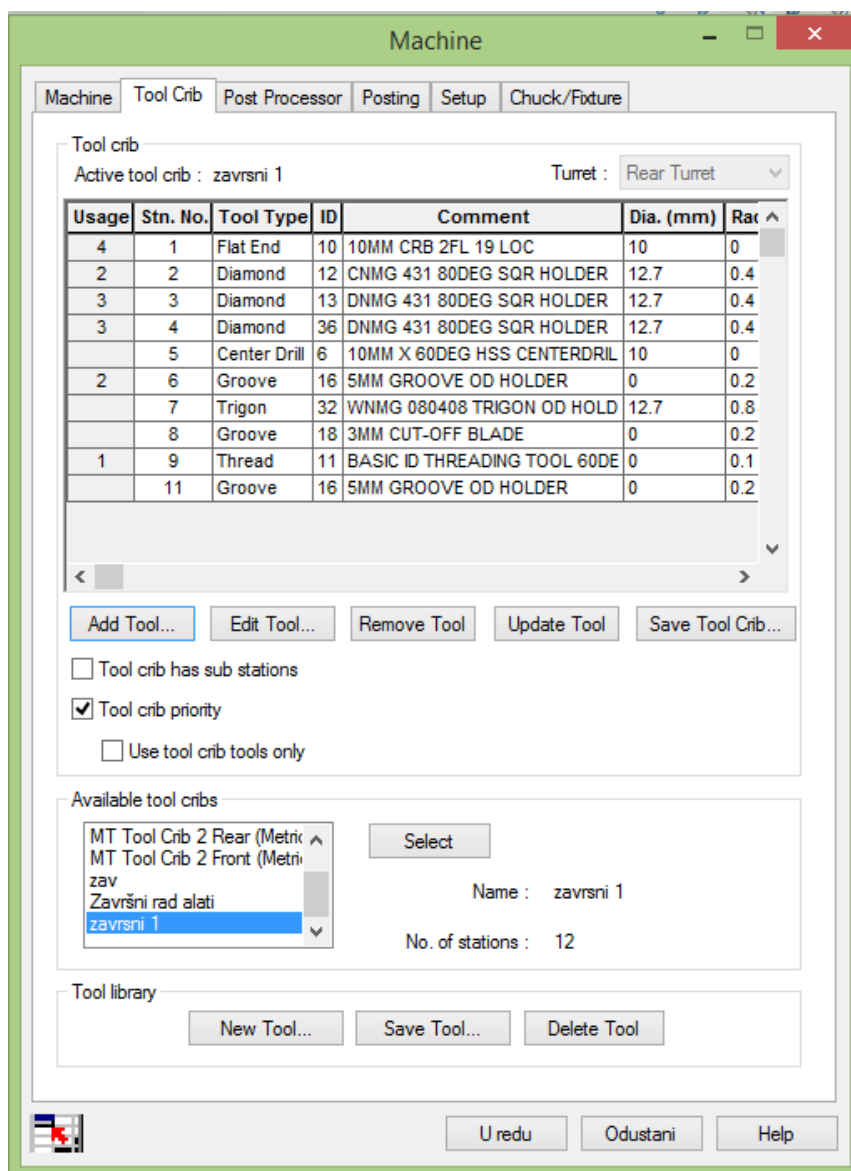 Machine
Machine Tool Crib Post Processor Posting Setup Chuck/Fixture
Tool crib
Active tool crib : zavrsni 1 Turret : Rear Turret
Usage Stn. No. Tool Type ID Comment Dia. (mm) Rac
4 1 Flat End 10 10MM CRB 2FL 19 LOC 10 0
2 2 Diamond 12 CNMG 431 80DEG SQR HOLDER 12.7 0.4
3 3 Diamond 13 DNMG 431 80DEG SQR HOLDER 12.7 0.4
3 4 Diamond 36 DNMG 431 80DEG SQR HOLDER 12.7 0.4
5 Center Drill 6 10MM X 60DEG HSS CENTERDRIL 10 0
2 6 Groove 16 5MM GROOVE OD HOLDER 0 0.2
7 Trigon 32 WNMG 080408 TRIGON OD HOLD 12.7 0.8
8 Groove 18 3MM CUT-OFF BLADE 0 0.2
1 9 Thread 11 BASIC ID THREADING TOOL 60DE 0 0.1
11 Groove 16 5MM GROOVE OD HOLDER 0 0.2
Add Tool... Edit Tool... Remove Tool Update Tool Save Tool Crib...
Tool crib has sub stations
Tool crib priority
Use tool crib tools only
Available tool cribs
MT Tool Crib 2 Rear (Metric
MT Tool Crib 2 Front (Metri
zav
Završni rad alati
zavrsni 1
Select
Name : zavrsni 1
No. of stations : 12
Tool library
New Tool... Save Tool... Delete Tool
U redu Odustani Help